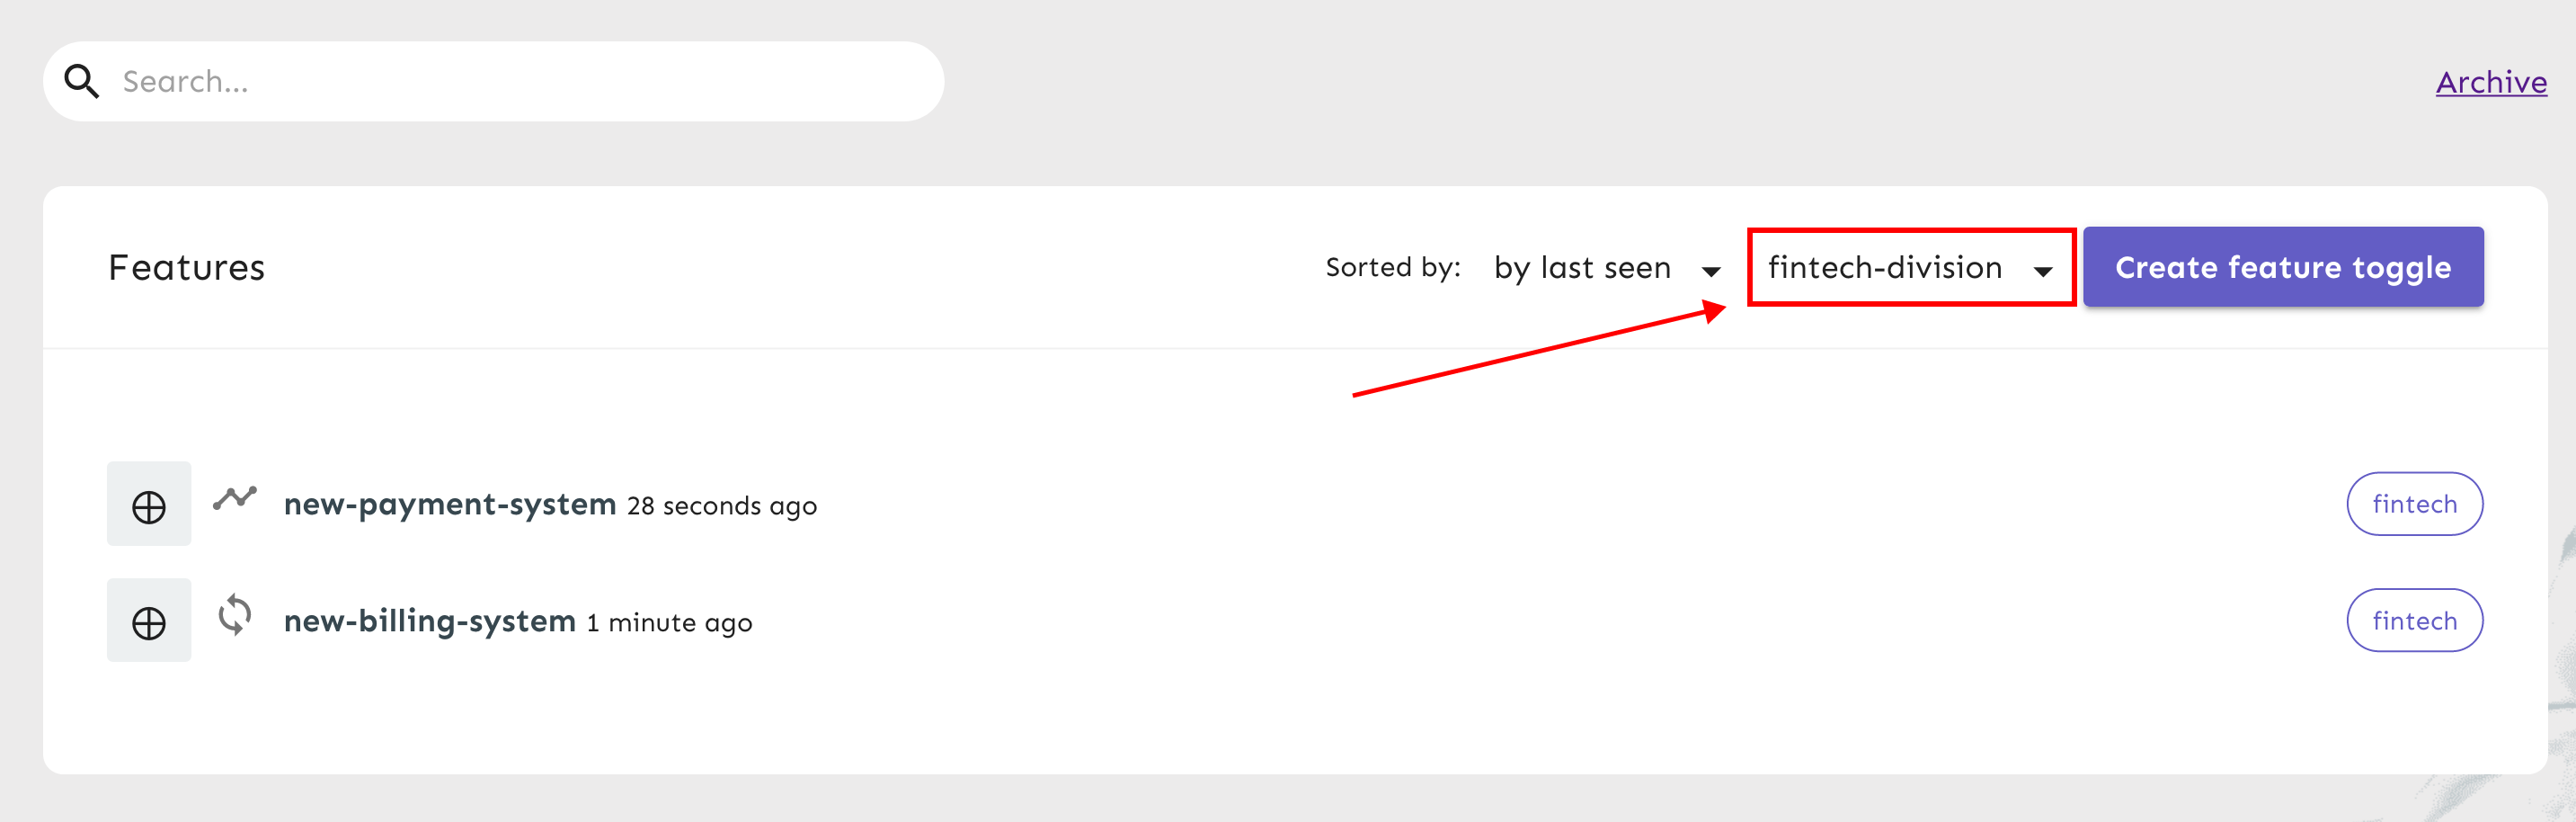 Search...
Archive
Features
Sorted by: by last seen fintech-division Create feature toggle
new-payment-system 28 seconds ago fintech
new-billing-system 1 minute ago fintech